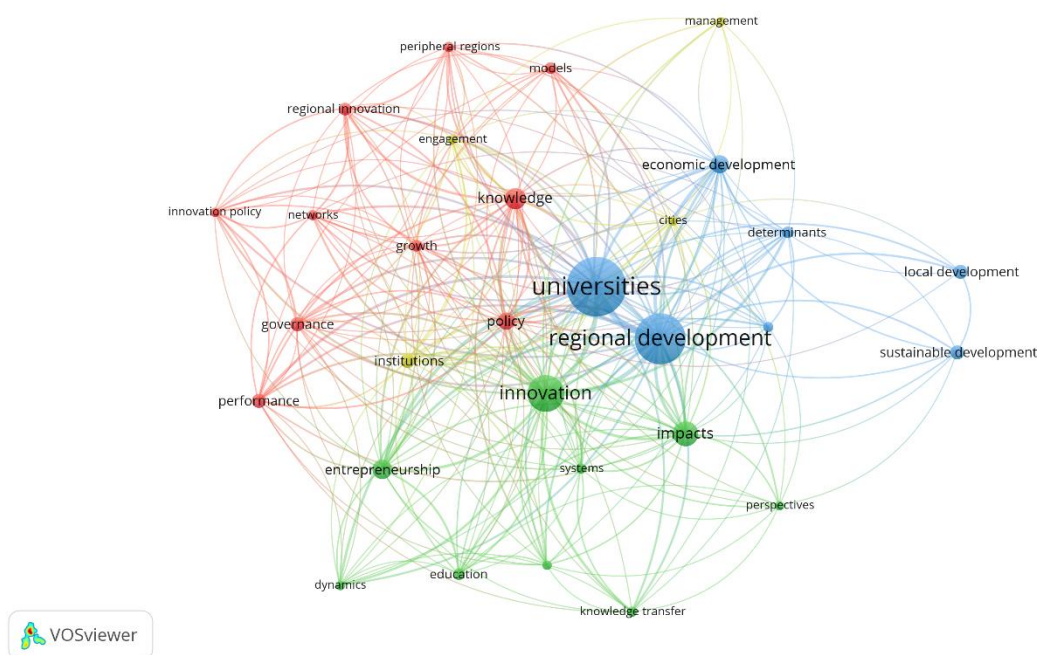 management
peripheral regions
models
regional innovation
engagement
economic development
knowledge
innovation policy
networks
cities
determinants
growth
local development
universities
governance
policy
regional development
sustainable development
institutions
innovation
performance
impacts
entrepreneurship
systems
perspectives
education
dynamics
knowledge transfer
VOSviewer